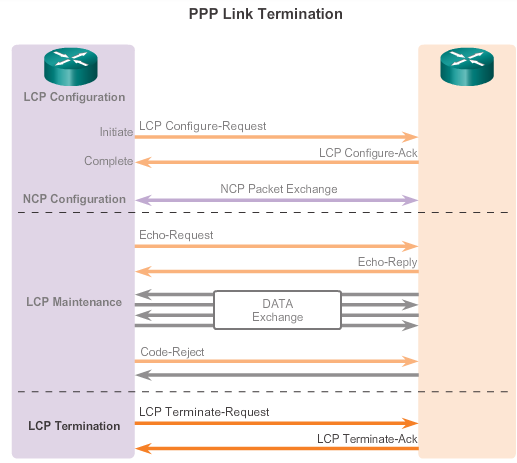 PPP Link Termination
LCP Configuration
Initiate
LCP Configure-Request
Complete
LCP Configure-Ack
NCP Configuration
NCP Packet Exchange
Echo-Request
Echo-Reply
LCP Maintenance
DATA
Exchange
Code-Reject
LCP Termination
LCP Terminate-Request
LCP Terminate-Ack